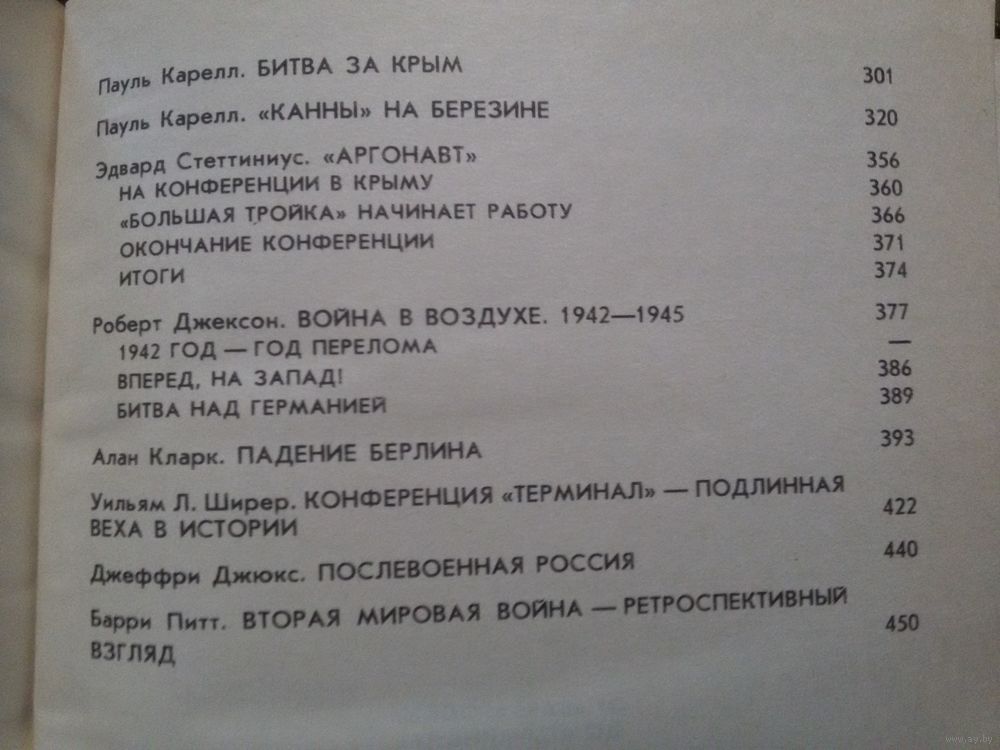 Пауль Карелл. БИТВА ЗА КРЫМ 301
Пауль Карелл. «КАННЫ» НА БЕРЕЗИНЕ 320
Эдвард Стеттиниус. «АРГОНАВТ» 356
НА КОНФЕРЕНЦИИ В КРЫМУ 360
«БОЛЬШАЯ ТРОЙКА» НАЧИНАЕТ РАБОТУ 366
ОКОНЧАНИЕ КОНФЕРЕНЦИИ 371
ИТОГИ 374
Роберт Джексон. ВОЙНА В ВОЗДУХЕ. 1942—1945 377
1942 ГОД — ГОД ПЕРЕЛОМА —
ВПЕРЕД, НА ЗАПАД! 386
БИТВА НАД ГЕРМАНИЕЙ 389
Алан Кларк. ПАДЕНИЕ БЕРЛИНА 393
Уильям Л. Ширер. КОНФЕРЕНЦИЯ «ТЕРМИНАЛ» — ПОДЛИННАЯ
ВЕХА В ИСТОРИИ 422
Джеффри Джюкс. ПОСЛЕВОЕННАЯ РОССИЯ 440
Барри Питт. ВТОРАЯ МИРОВАЯ ВОЙНА — РЕТРОСПЕКТИВНЫЙ
ВЗГЛЯД 450
www.ay.by